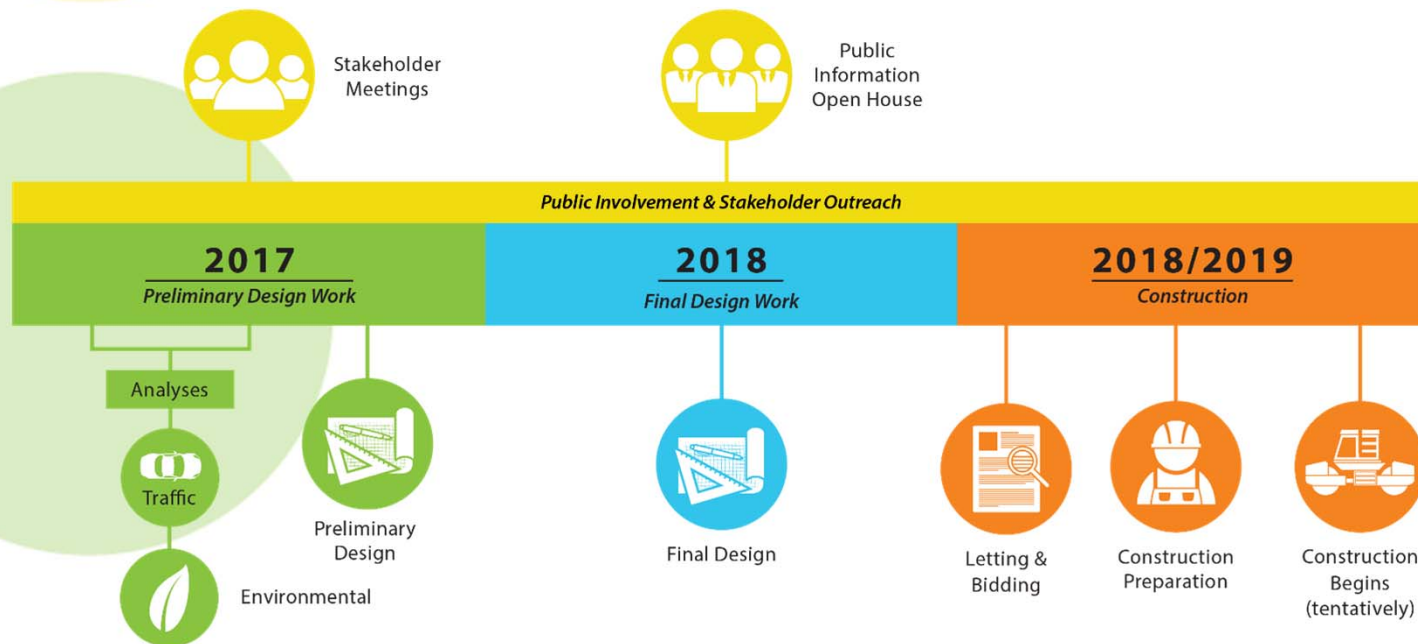 Stakeholder
Meetings
Public
Information
Open House
Public Involvement & Stakeholder Outreach
2017
Preliminary Design Work
2018
Final Design Work
2018/2019
Construction
Analyses
Traffic
Environmental
Preliminary
Design
Final Design
Letting &
Bidding
Construction
Preparation
Construction
Begins
(tentatively)